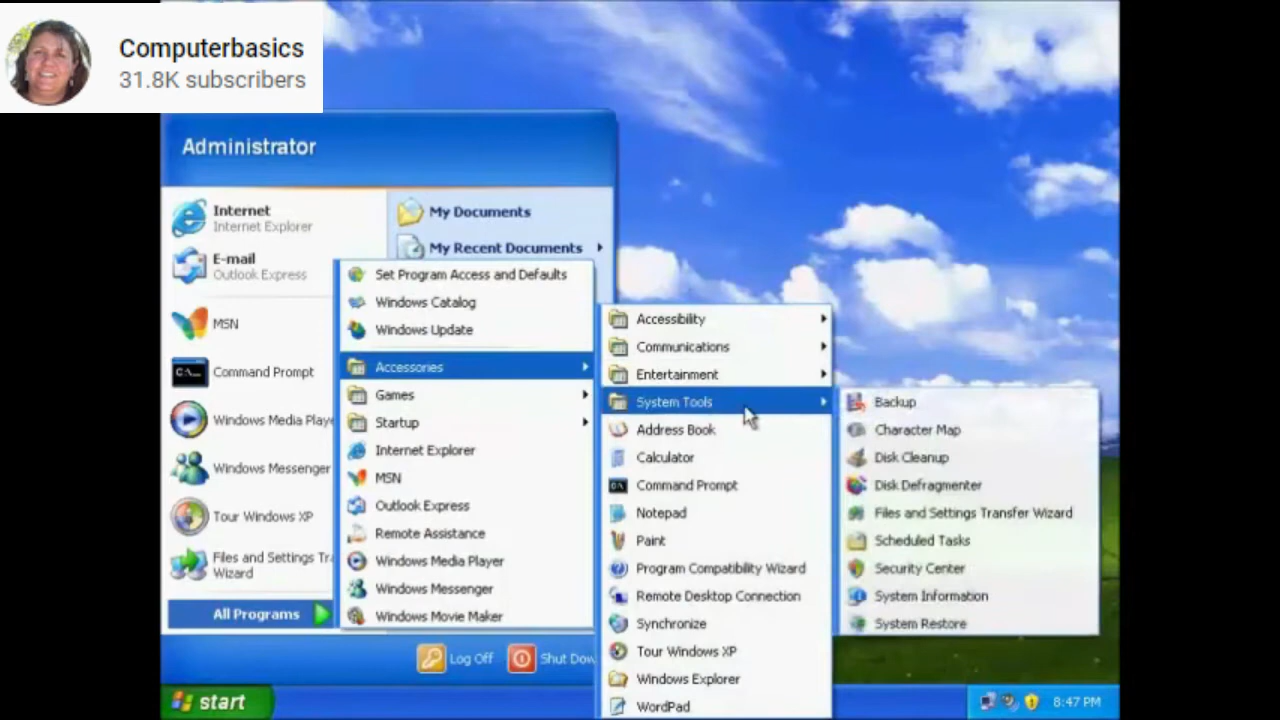 Computerbasics
31.8K subscribers
Administrator
Internet
Internet Explorer
E-mail
Outlook Express
MSN
Command Prompt
Windows Media Playe
Windows Messenger
Tour Windows XP
Files and Settings Tra
Wizard
All Programs
My Documents
My Recent Documents
Set Program Access and Defaults
Windows Catalog
Windows Update
Accessories
Games
Startup
Internet Explorer
MSN
Outlook Express
Remote Assistance
Windows Media Player
Windows Messenger
Windows Movie Maker
Accessibility
Communications
Entertainment
System Tools
Address Book
Calculator
Command Prompt
Notepad
Paint
Program Compatibility Wizard
Remote Desktop Connection
Synchronize
Tour Windows XP
Windows Explorer
WordPad
Backup
Character Map
Disk Cleanup
Disk Defragmenter
Files and Settings Transfer Wizard
Scheduled Tasks
Security Center
System Information
System Restore
Log Off
Shut Dow
start
8:47 PM